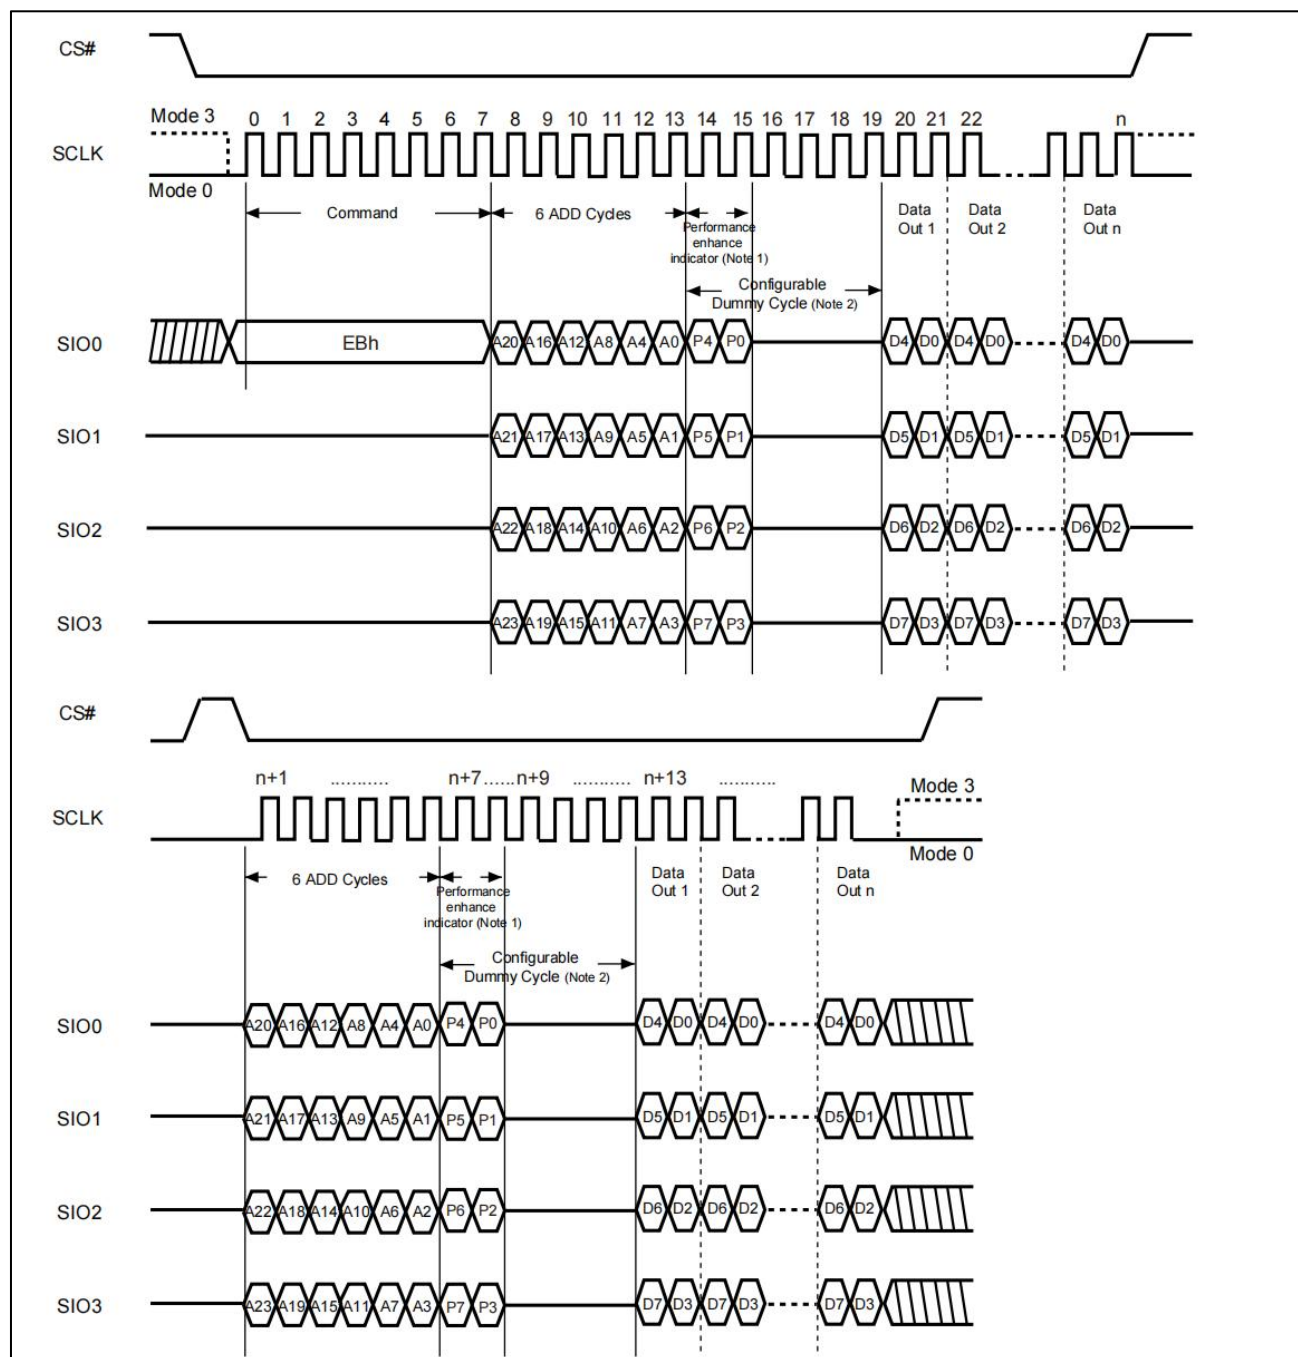 CS#
Mode 3
0 1 2 3 4 5 6 7 8 9 10 11 12 13 14 15 16 17 18 19 20 21 22 n
SCLK
Mode 0
Command
6 ADD Cycles
Performance
enhance
indicator (Note 1)
Data
Out 1
Data
Out 2
Data
Out n
Configurable
Dummy Cycle (Note 2)
SIO0 EBh A20 A16 A12 A8 A4 A0 P4 P0 D4 D0 D4 D0 D4 D0
SIO1 A21 A17 A13 A9 A5 A1 P5 P1 D5 D1 D5 D1 D5 D1
SIO2 A22 A18 A14 A10 A6 A2 P6 P2 D6 D2 D6 D2 D6 D2
SIO3 A23 A19 A15 A11 A7 A3 P7 P3 D7 D3 D7 D3 D7 D3
CS#
n+1 ........... n+7......n+9 ........... n+13 ...........
SCLK
Mode 3
Mode 0
6 ADD Cycles
Performance
enhance
indicator (Note 1)
Data
Out 1
Data
Out 2
Data
Out n
Configurable
Dummy Cycle (Note 2)
SIO0 A20 A16 A12 A8 A4 A0 P4 P0 D4 D0 D4 D0 D4 D0
SIO1 A21 A17 A13 A9 A5 A1 P5 P1 D5 D1 D5 D1 D5 D1
SIO2 A22 A18 A14 A10 A6 A2 P6 P2 D6 D2 D6 D2 D6 D2
SIO3 A23 A19 A15 A11 A7 A3 P7 P3 D7 D3 D7 D3 D7 D3